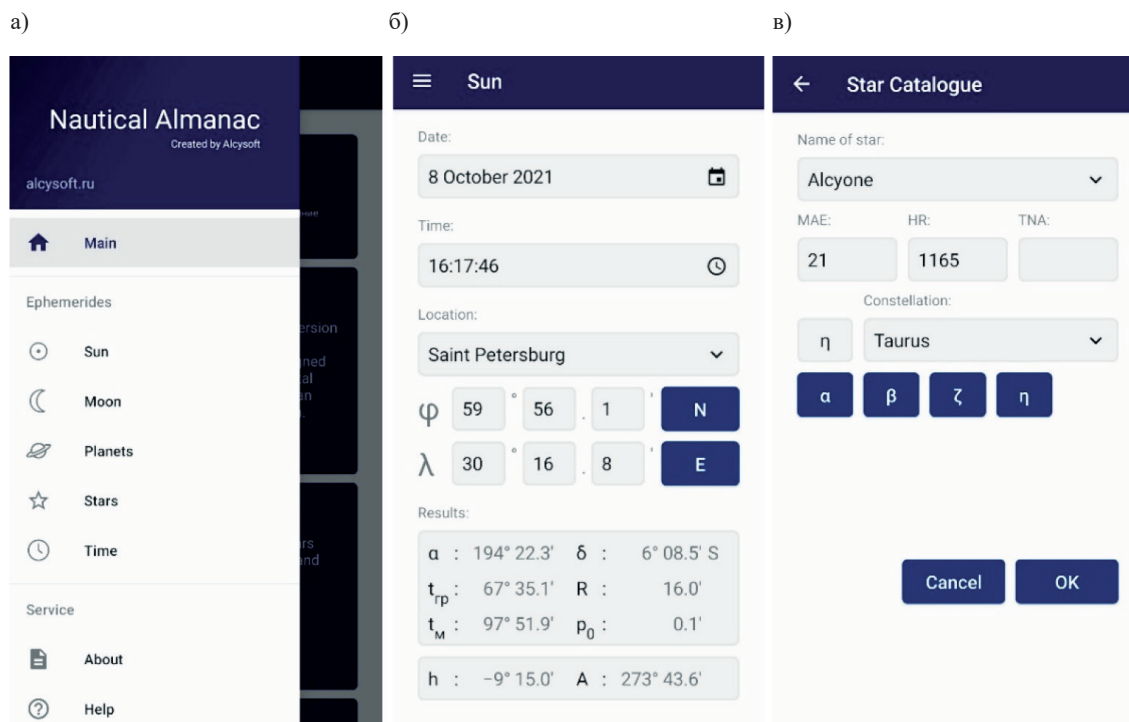 а)
б)
в)
Nautical Almanac
Created by Alcysoft
alcysoft.ru
Main
Ephemerides
Sun
Moon
Planets
Stars
Time
Service
About
Help
Sun
Date:
8 October 2021
Time:
16:17:46
Location:
Saint Petersburg
φ 59 ° 56 . 1 ' N
λ 30 ° 16 . 8 ' E
Results:
α : 194° 22.3' δ : 6° 08.5' S
tгр : 67° 35.1' R : 16.0'
tм : 97° 51.9' p0 : 0.1'
h : −9° 15.0' A : 273° 43.6'
Star Catalogue
Name of star:
Alcyone
MAE: HR: TNA:
21 1165
Constellation:
η Taurus
α β ζ η
Cancel OK